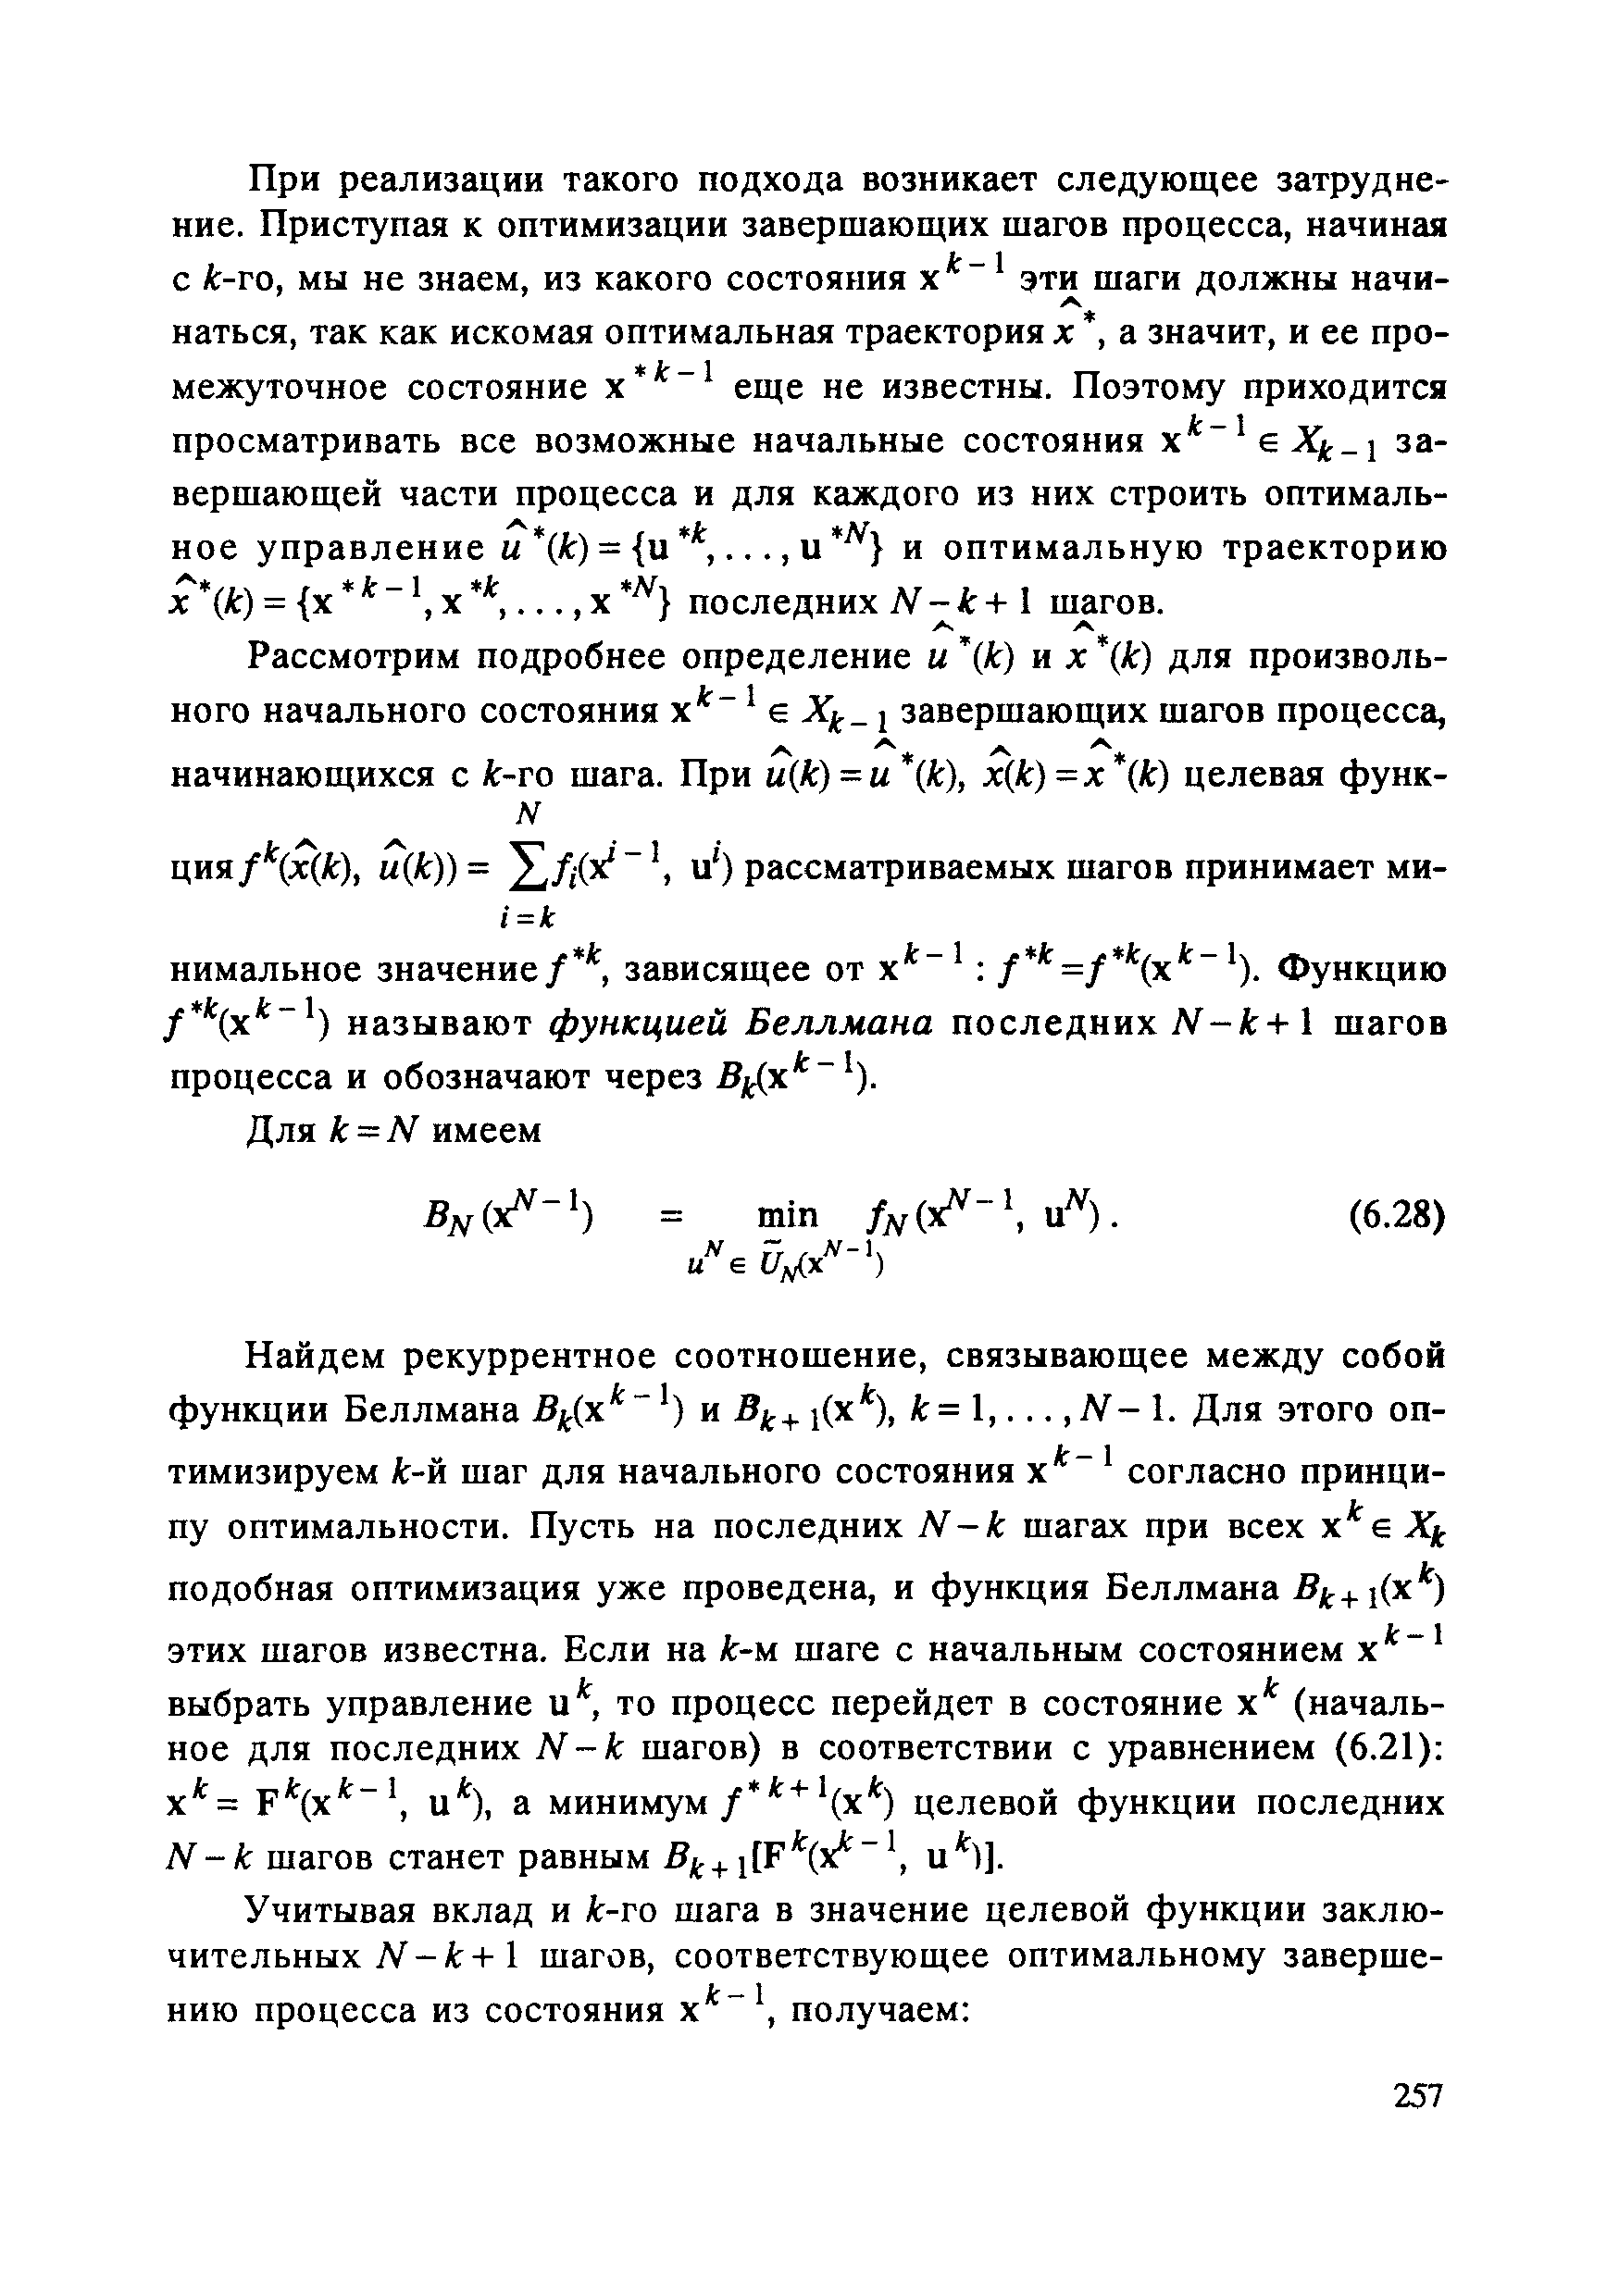 При реализации такого подхода возникает следующее затрудне-
ние. Приступая к оптимизации завершающих шагов процесса, начиная
с k-го, мы не знаем, из какого состояния x^{k-1} эти шаги должны начи-
наться, так как искомая оптимальная траектория x̂*, а значит, и ее про-
межуточное состояние x^{*k-1} еще не известны. Поэтому приходится
просматривать все возможные начальные состояния x^{k-1} ∈ X_{k-1} за-
вершающей части процесса и для каждого из них строить оптималь-
ное управление û*(k) = {u^{*k}, . . . , u^{*N}} и оптимальную траекторию
x̂*(k) = {x^{*k-1}, x^{*k}, . . . , x^{*N}} последних N − k + 1 шагов.
Рассмотрим подробнее определение û*(k) и x̂*(k) для произволь-
ного начального состояния x^{k-1} ∈ X_{k-1} завершающих шагов процесса,
начинающихся с k-го шага. При û(k) = û*(k), x̂(k) = x̂*(k) целевая функ-
ция f^k(x̂(k), û(k)) = ∑_{i=k}^{N} f_i(x^{i-1}, u^i) рассматриваемых шагов принимает ми-
нимальное значение f^{*k}, зависящее от x^{k-1} : f^{*k} = f^{*k}(x^{k-1}). Функцию
f^{*k}(x^{k-1}) называют функцией Беллмана последних N − k + 1 шагов
процесса и обозначают через B_k(x^{k-1}).
Для k = N имеем
B_N(x^{N-1}) = min f_N(x^{N-1}, u^N). (6.28)
u^N ∈ Ũ_N(x^{N-1})
Найдем рекуррентное соотношение, связывающее между собой
функции Беллмана B_k(x^{k-1}) и B_{k+1}(x^k), k = 1, . . . , N − 1. Для этого оп-
тимизируем k-й шаг для начального состояния x^{k-1} согласно принци-
пу оптимальности. Пусть на последних N − k шагах при всех x^k ∈ X_k
подобная оптимизация уже проведена, и функция Беллмана B_{k+1}(x^k)
этих шагов известна. Если на k-м шаге с начальным состоянием x^{k-1}
выбрать управление u^k, то процесс перейдет в состояние x^k (началь-
ное для последних N − k шагов) в соответствии с уравнением (6.21):
x^k = F^k(x^{k-1}, u^k), а минимум f^{*k+1}(x^k) целевой функции последних
N − k шагов станет равным B_{k+1}[F^k(x^{k-1}, u^k)].
Учитывая вклад и k-го шага в значение целевой функции заклю-
чительных N − k + 1 шагов, соответствующее оптимальному заверше-
нию процесса из состояния x^{k-1}, получаем:
257